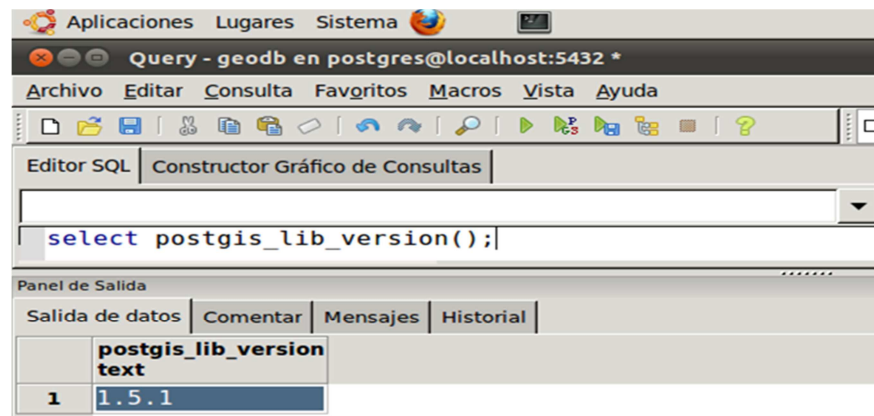 Aplicaciones Lugares Sistema
Query - geodb en postgres@localhost:5432 *
Archivo Editar Consulta Favoritos Macros Vista Ayuda
Editor SQL Constructor Gráfico de Consultas
select postgis_lib_version();
Panel de Salida
Salida de datos Comentar Mensajes Historial
postgis_lib_version
text
1 1.5.1